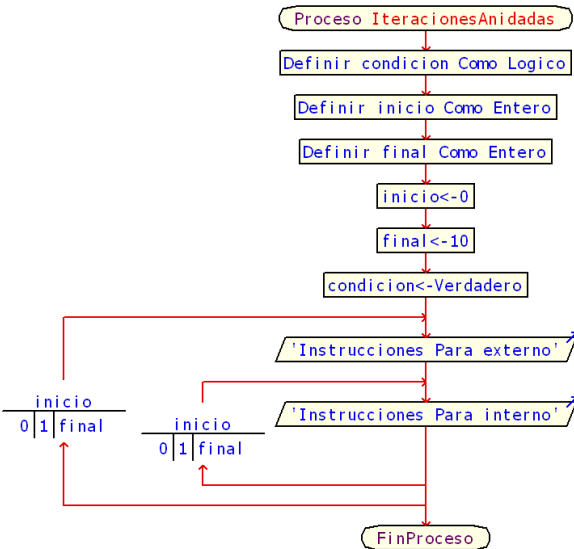 Proceso IteracionesAnidadas
Definir condicion Como Logico
Definir inicio Como Entero
Definir final Como Entero
inicio<-0
final<-10
condicion<-Verdadero
'Instrucciones Para externo'
inicio
0 1 final
'Instrucciones Para interno'
inicio
0 1 final
FinProceso